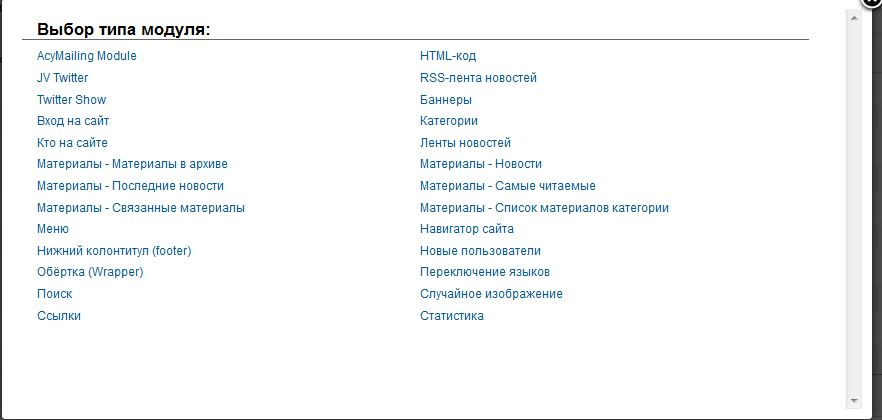 Выбор типа модуля:
AcyMailing Module
HTML-код
JV Twitter
RSS-лента новостей
Twitter Show
Баннеры
Вход на сайт
Категории
Кто на сайте
Ленты новостей
Материалы - Материалы в архиве
Материалы - Новости
Материалы - Последние новости
Материалы - Самые читаемые
Материалы - Связанные материалы
Материалы - Список материалов категории
Меню
Навигатор сайта
Нижний колонтитул (footer)
Новые пользователи
Обёртка (Wrapper)
Переключение языков
Поиск
Случайное изображение
Ссылки
Статистика